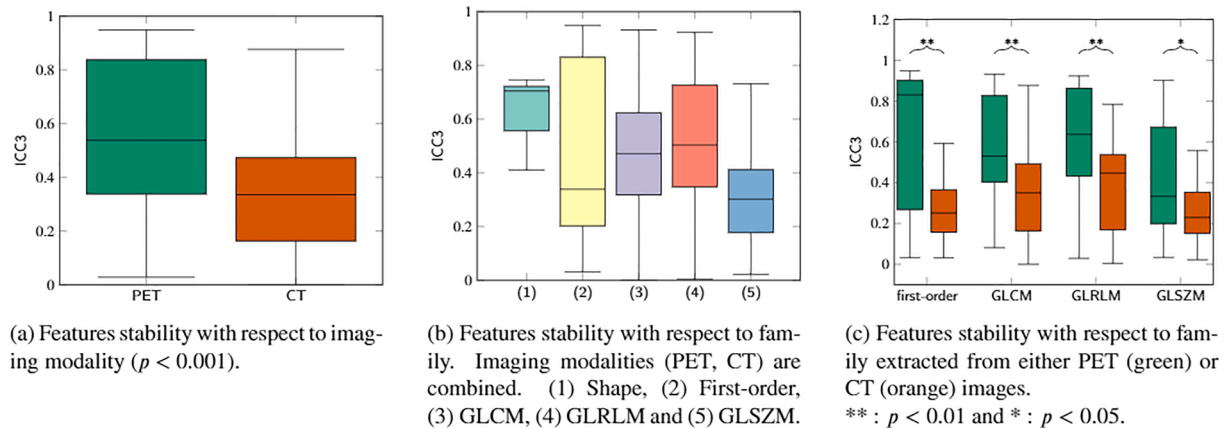 1
0.8
0.6
0.4
0.2
0
ICC3
PET
CT
(a) Features stability with respect to imag-
ing modality (p < 0.001).
1
0.8
0.6
0.4
0.2
0
ICC3
(1)
(2)
(3)
(4)
(5)
(b) Features stability with respect to fam-
ily. Imaging modalities (PET, CT) are
combined. (1) Shape, (2) First-order,
(3) GLCM, (4) GLRLM and (5) GLSZM.
1.2
1
0.8
0.6
0.4
0.2
0
ICC3
**
**
**
*
first-order
GLCM
GLRLM
GLSZM
(c) Features stability with respect to fam-
ily extracted from either PET (green) or
CT (orange) images.
** : p < 0.01 and * : p < 0.05.